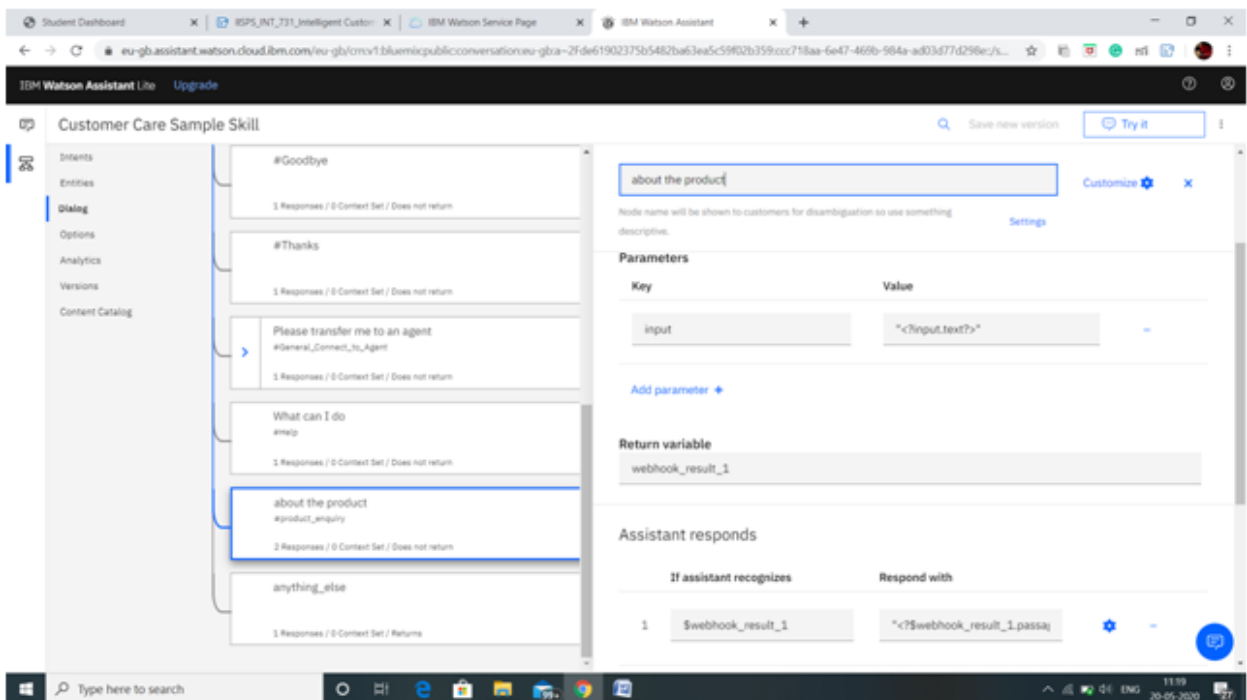 Student Dashboard
IISPS_INT_731_Intelligent Custom
IBM Watson Service Page
IBM Watson Assistant
IBM Watson Assistant Lite Upgrade
Customer Care Sample Skill
Save new version
Try it
Intents
Entities
Dialog
Options
Analytics
Versions
Content Catalog
#Goodbye
1 Responses / 0 Context Set / Does not return
#Thanks
1 Responses / 0 Context Set / Does not return
Please transfer me to an agent
#General_Connect_to_Agent
1 Responses / 0 Context Set / Does not return
What can I do
#Help
1 Responses / 0 Context Set / Does not return
about the product
#product_enquiry
2 Responses / 0 Context Set / Does not return
anything_else
1 Responses / 0 Context Set / Returns
about the product
Customize
Node name will be shown to customers for disambiguation so use something
descriptive.
Settings
Parameters
Key Value
input "<?input.text?>"
Add parameter +
Return variable
webhook_result_1
Assistant responds
If assistant recognizes Respond with
1 $webhook_result_1 "<?$webhook_result_1.passa
Type here to search
99+
ENG
11:19
20-05-2020
27